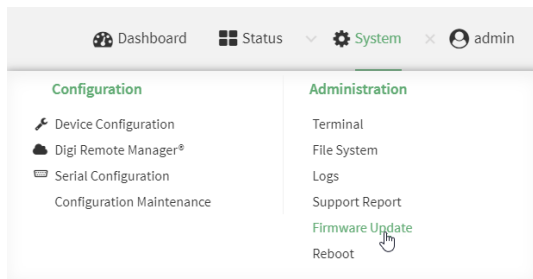 Dashboard Status System admin
Configuration
Device Configuration
Digi Remote Manager®
Serial Configuration
Configuration Maintenance
Administration
Terminal
File System
Logs
Support Report
Firmware Update
Reboot